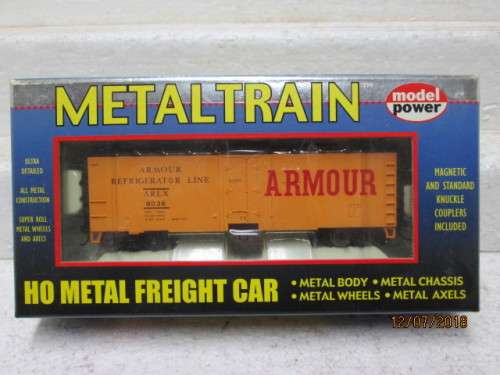 METALTRAIN
model
power
ULTRA
DETAILED
ALL METAL
CONSTRUCTION
SUPER ROLL
METAL WHEELS
AND AXELS
ARMOUR
REFRIGERATOR LINE
ARLX
ARMOUR
MAGNETIC
AND STANDARD
KNUCKLE
COUPLERS
INCLUDED
HO METAL FREIGHT CAR
• METAL BODY • METAL CHASSIS
• METAL WHEELS • METAL AXELS
12/07/2018